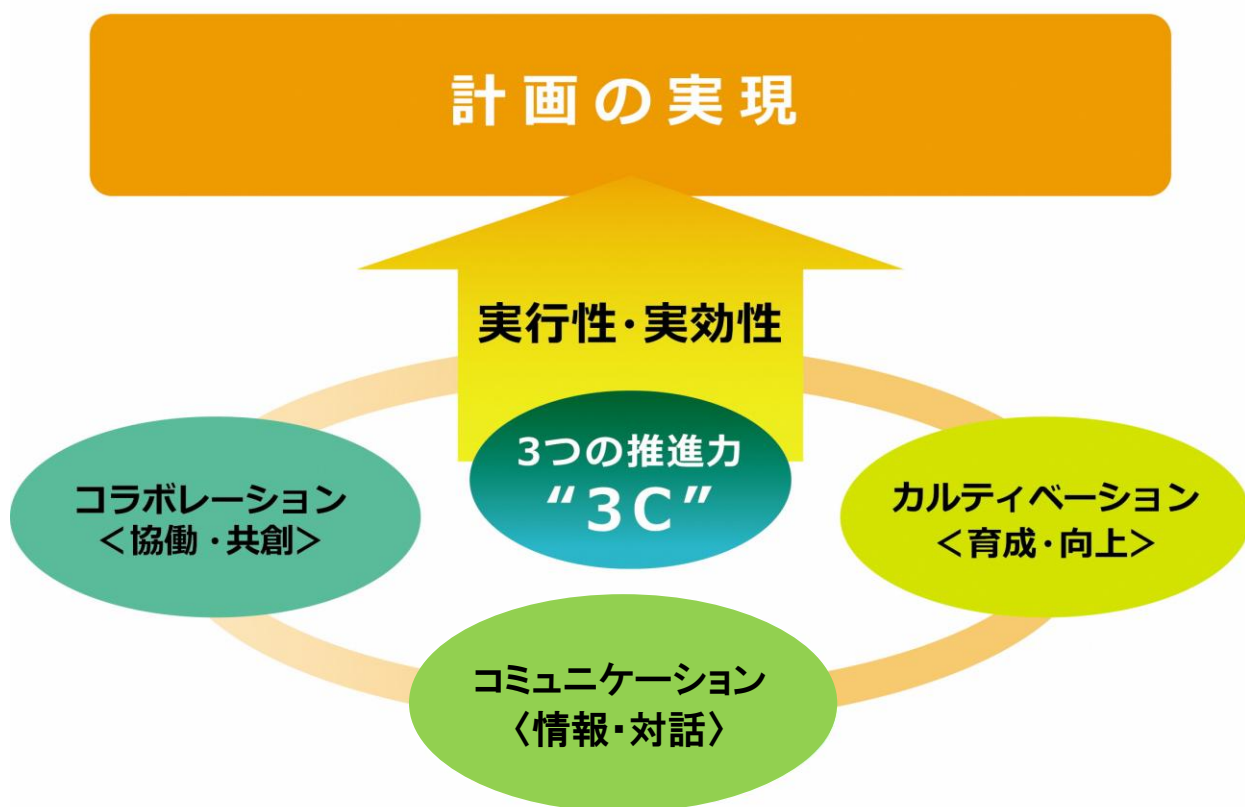 計画の実現
実行性・実効性
3つの推進力
“3C”
コラボレーション
＜協働・共創＞
カルティベーション
＜育成・向上＞
コミュニケーション
〈情報・対話〉